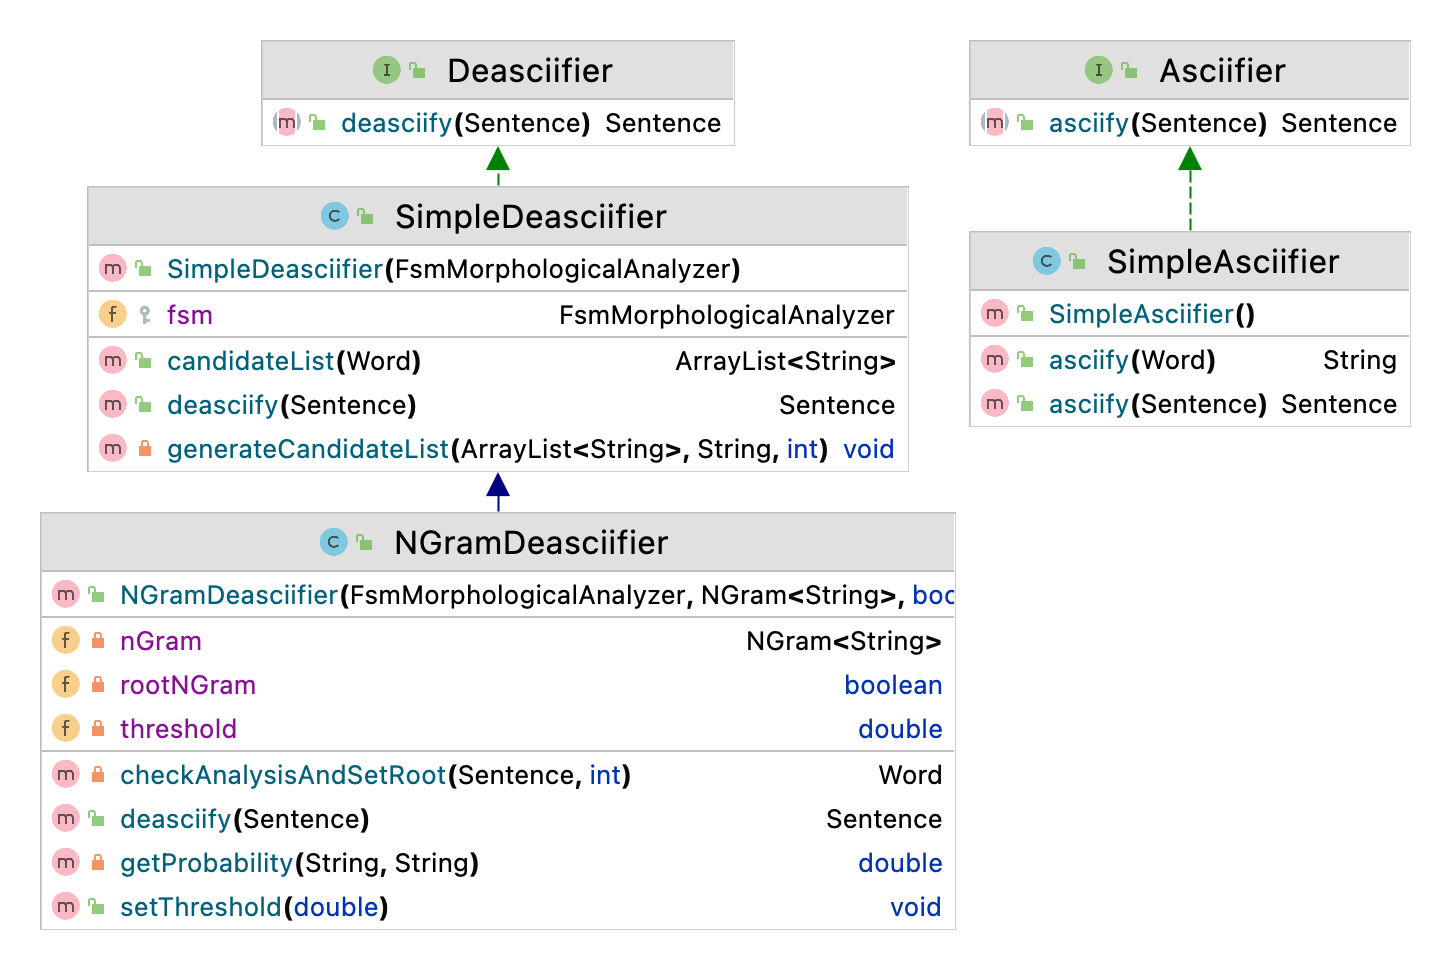 Deasciifier
deasciify(Sentence) Sentence
SimpleDeasciifier
SimpleDeasciifier(FsmMorphologicalAnalyzer)
fsm FsmMorphologicalAnalyzer
candidateList(Word) ArrayList<String>
deasciify(Sentence) Sentence
generateCandidateList(ArrayList<String>, String, int) void
NGramDeasciifier
NGramDeasciifier(FsmMorphologicalAnalyzer, NGram<String>, boo
nGram NGram<String>
rootNGram boolean
threshold double
checkAnalysisAndSetRoot(Sentence, int) Word
deasciify(Sentence) Sentence
getProbability(String, String) double
setThreshold(double) void
Asciifier
asciify(Sentence) Sentence
SimpleAsciifier
SimpleAsciifier()
asciify(Word) String
asciify(Sentence) Sentence